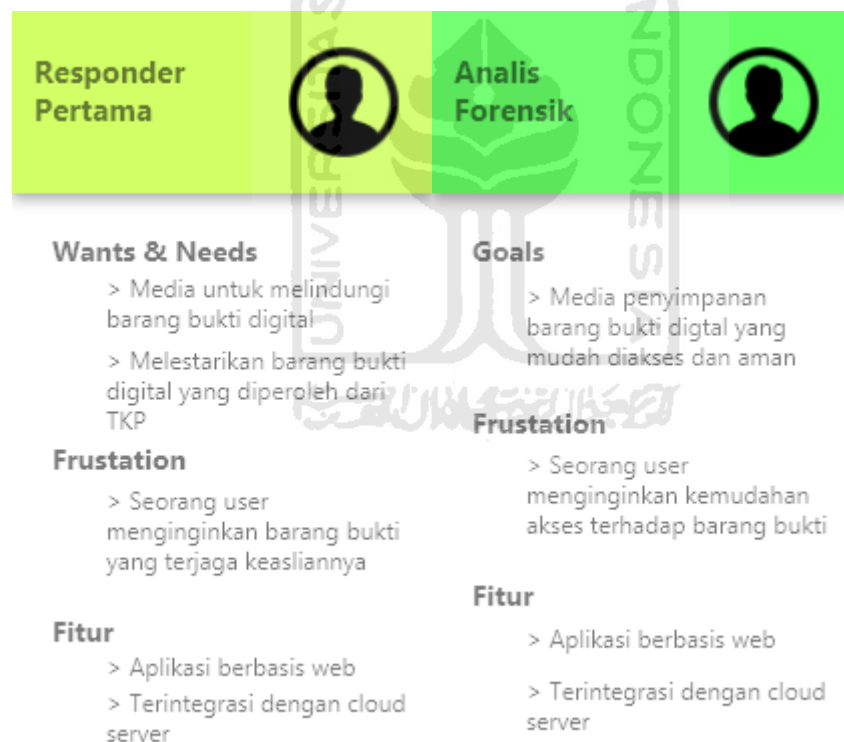 Responder
Pertama
Wants & Needs
> Media untuk melindungi
barang bukti digital
> Melestarikan barang bukti
digital yang diperoleh dari
TKP
Frustation
> Seorang user
menginginkan barang bukti
yang terjaga keasliannya
Fitur
> Aplikasi berbasis web
> Terintegrasi dengan cloud
server
Analis
Forensik
Goals
> Media penyimpanan
barang bukti digtal yang
mudah diakses dan aman
Frustation
> Seorang user
menginginkan kemudahan
akses terhadap barang bukti
Fitur
> Aplikasi berbasis web
> Terintegrasi dengan cloud
server